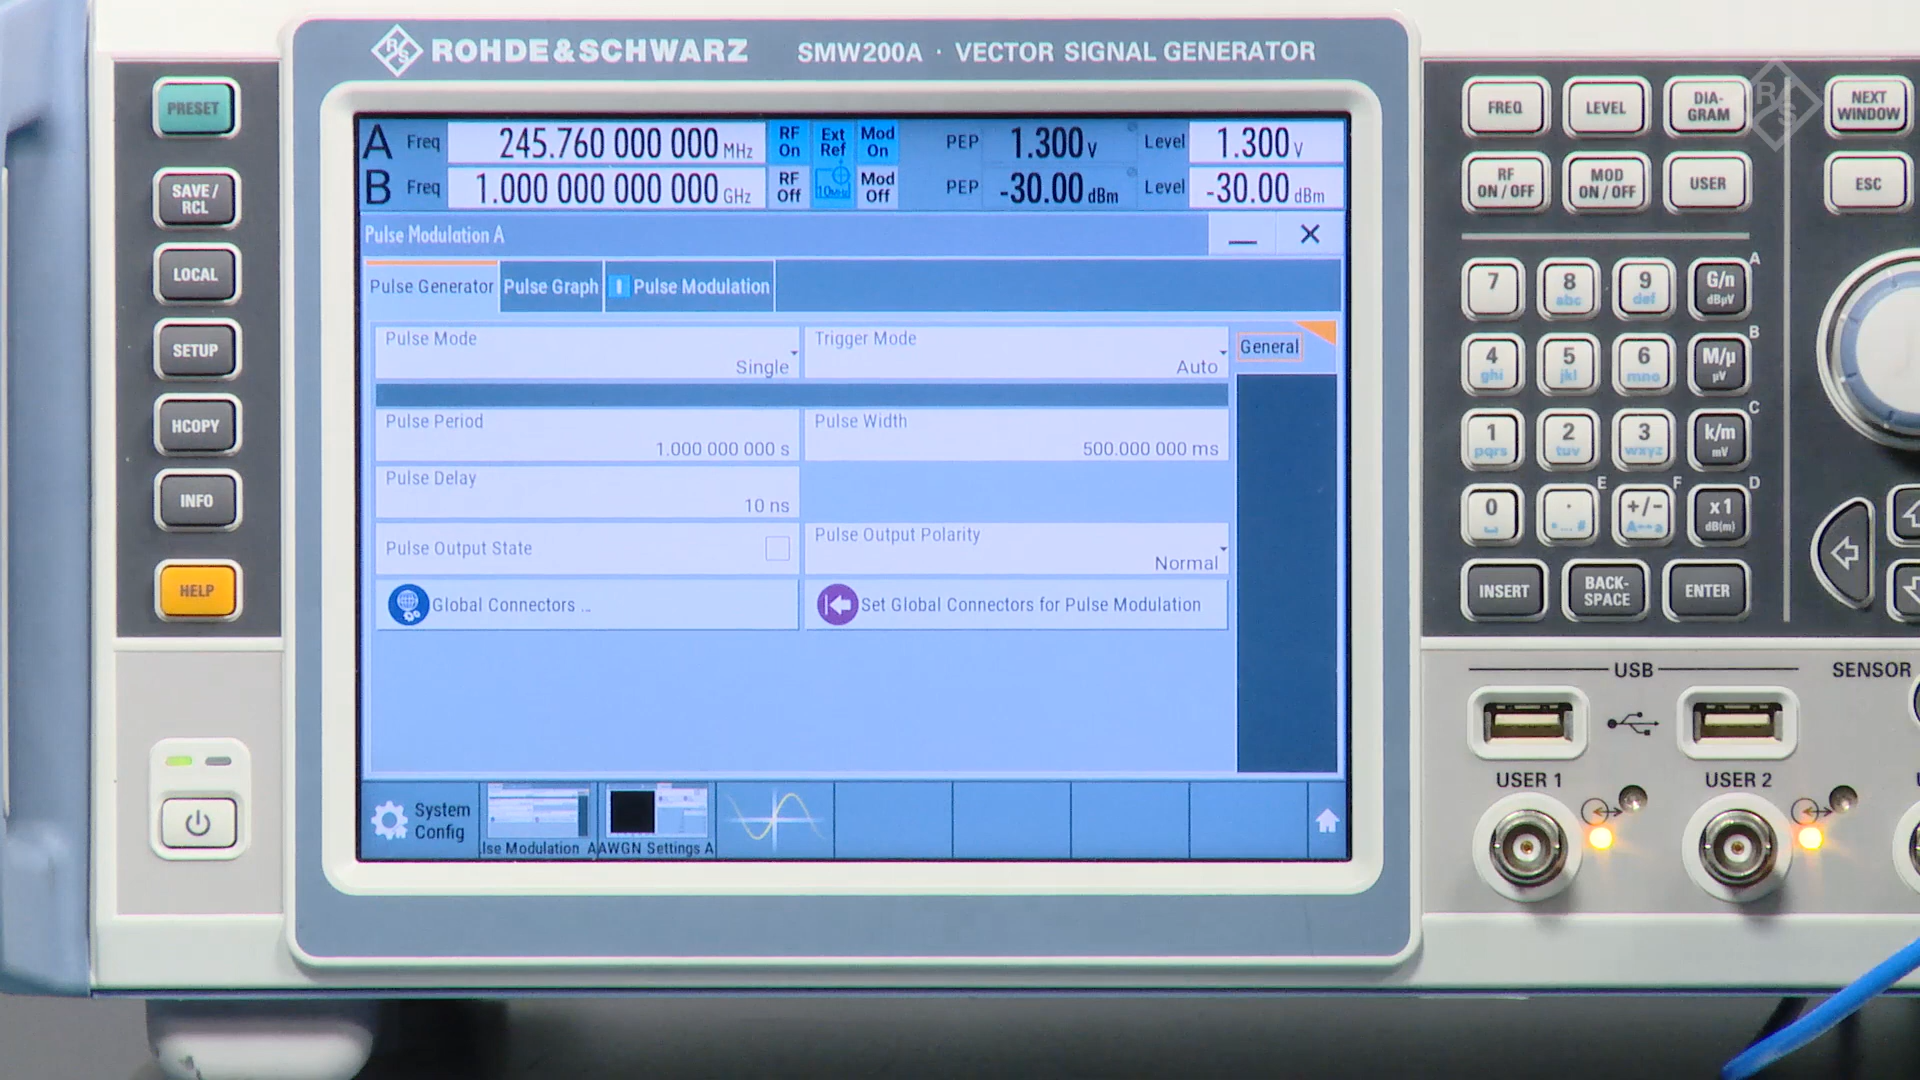 ROHDE & SCHWARZ SMW200A · VECTOR SIGNAL GENERATOR
PRESET
SAVE /
RCL
LOCAL
SETUP
HCOPY
INFO
HELP
A Freq 245.760 000 000 MHz RF On Ext Ref Mod On PEP 1.300 V Level 1.300 V
B Freq 1.000 000 000 000 GHz RF Off 10MHz Mod Off PEP -30.00 dBm Level -30.00 dBm
Pulse Modulation A
Pulse Generator Pulse Graph Pulse Modulation
Pulse Mode
Single
Trigger Mode
Auto
General
Pulse Period
1.000 000 000 s
Pulse Width
500.000 000 ms
Pulse Delay
10 ns
Pulse Output State
Pulse Output Polarity
Normal
Global Connectors ...
Set Global Connectors for Pulse Modulation
System
Config
lse Modulation A
AWGN Settings A
FREQ LEVEL DIA-
GRAM
NEXT
WINDOW
RF
ON / OFF
MOD
ON / OFF
USER
ESC
7 8 abc 9 def G/n dBµV A
4 ghi 5 jkl 6 mno M/µ µV B
1 pqrs 2 tuv 3 wxyz k/m mV C
0 . *...# E +/- A↔a F x1 dB(m) D
INSERT BACK-
SPACE
ENTER
USB SENSOR
USER 1 USER 2 U
R S
R S